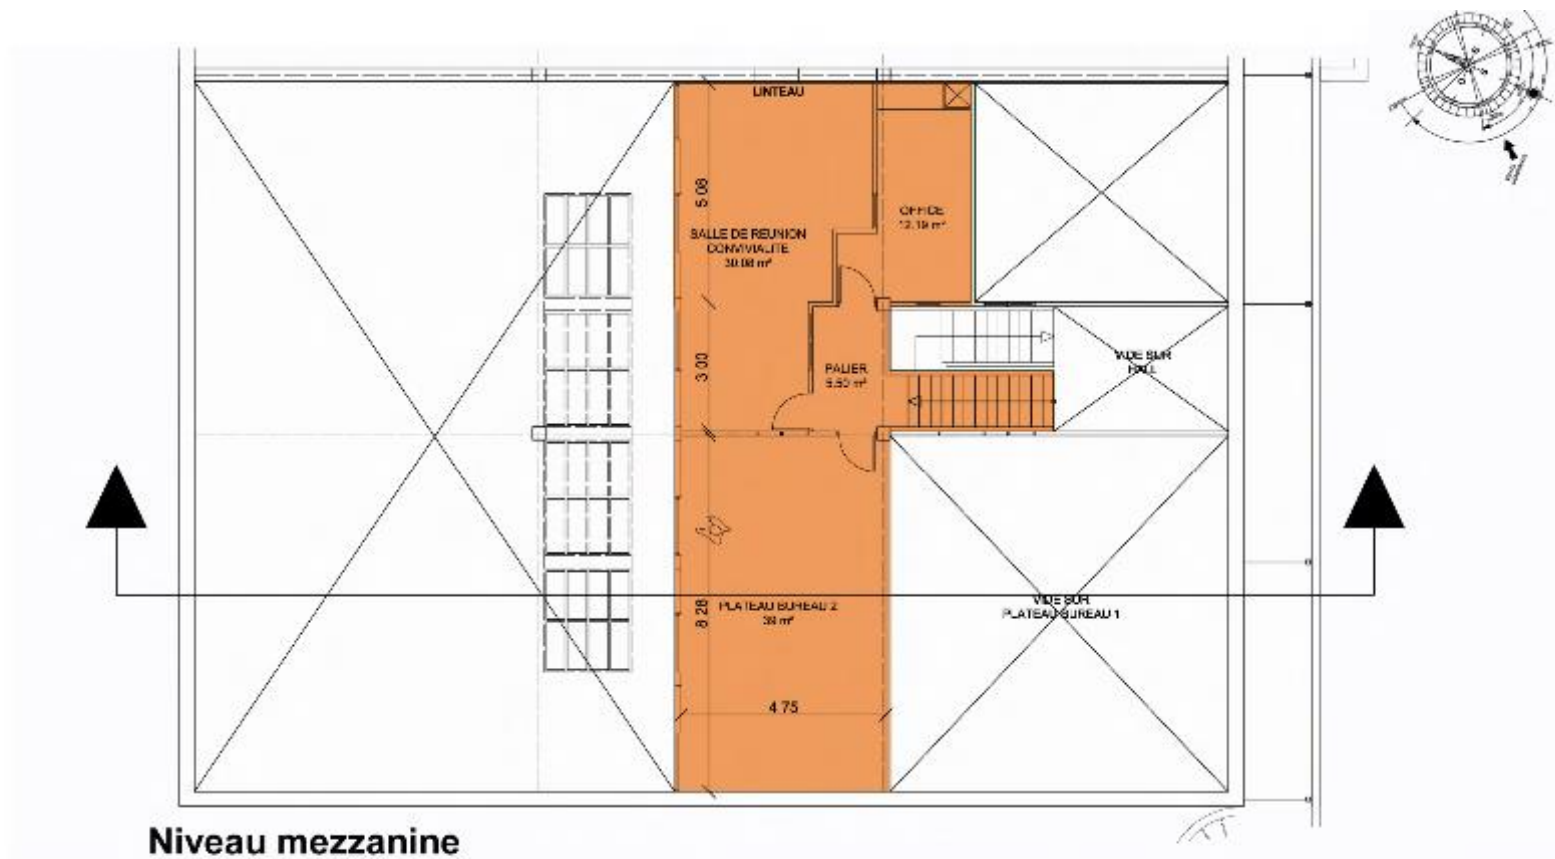 LINTEAU
5 08
OFFICE
12.19 m²
SALLE DE REUNION
CONVIVIALITE
30.08 m²
3 00
PALIER
5.50 m²
VIDE SUR
HALL
8 28
PLATEAU BUREAU 2
39 m²
VIDE SUR
PLATEAU BUREAU 1
4 75
Niveau mezzanine